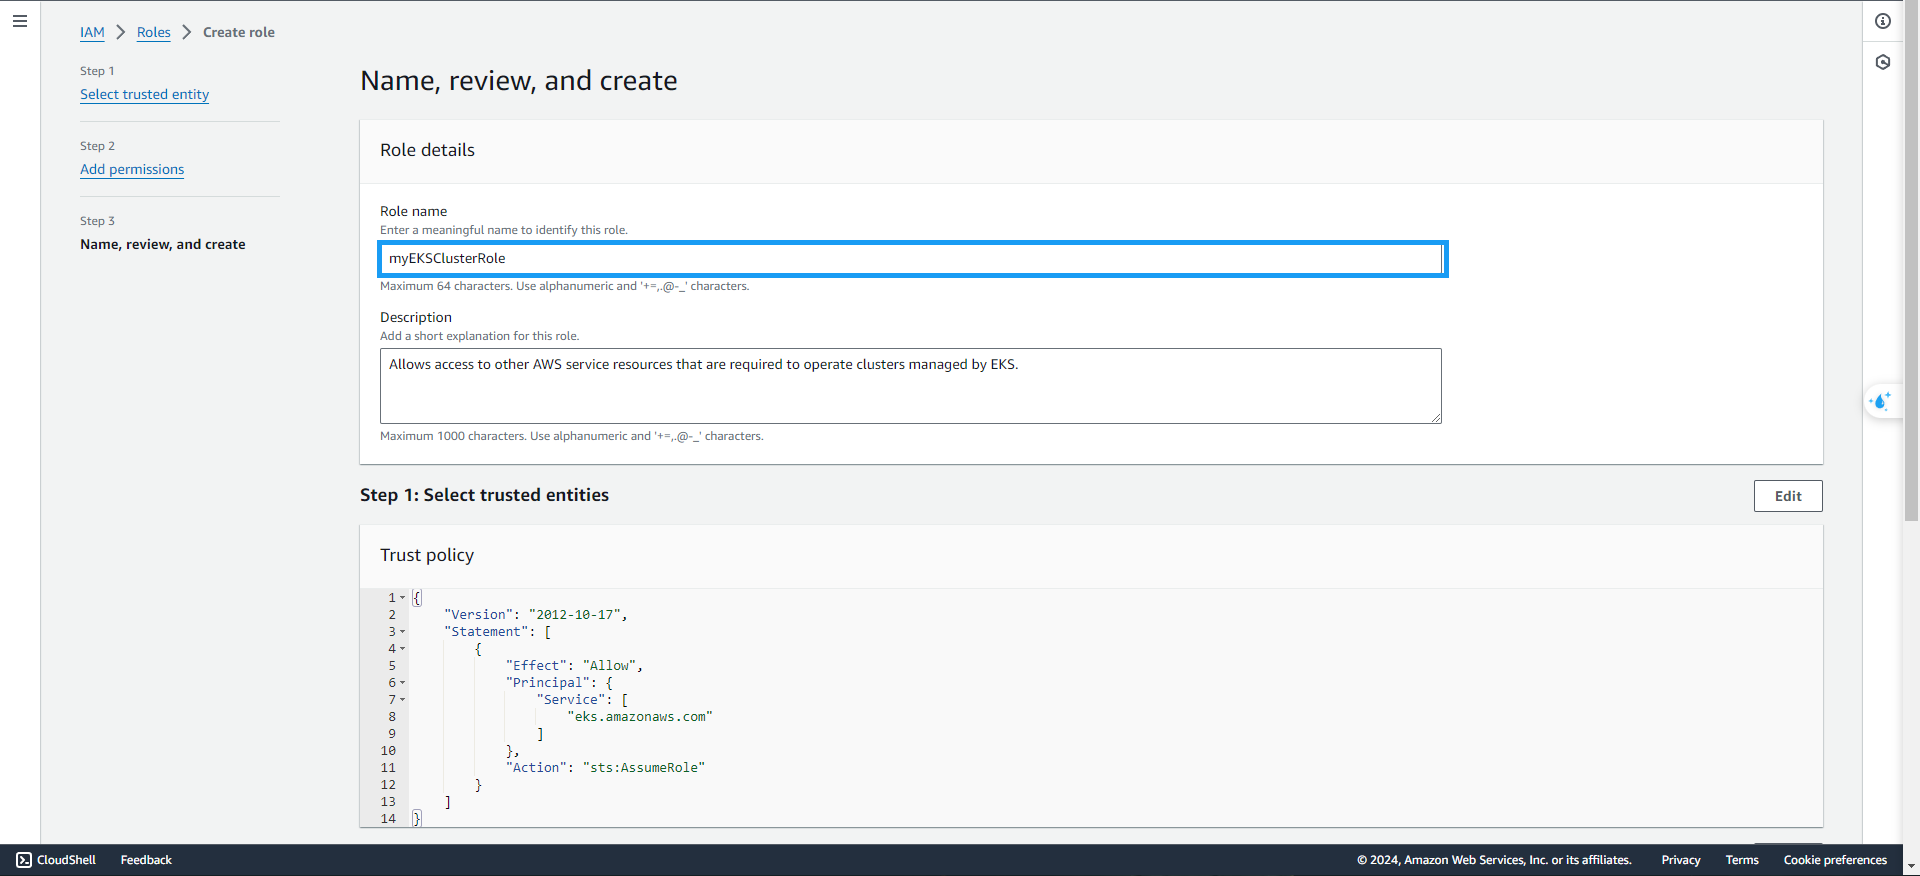 IAM > Roles > Create role
Step 1
Select trusted entity
Step 2
Add permissions
Step 3
Name, review, and create
Name, review, and create
Role details
Role name
Enter a meaningful name to identify this role.
myEKSClusterRole
Maximum 64 characters. Use alphanumeric and '+=,.@-_' characters.
Description
Add a short explanation for this role.
Allows access to other AWS service resources that are required to operate clusters managed by EKS.
Maximum 1000 characters. Use alphanumeric and '+=,.@-_' characters.
Step 1: Select trusted entities
Edit
Trust policy
1 {
2     "Version": "2012-10-17",
3     "Statement": [
4         {
5             "Effect": "Allow",
6             "Principal": {
7                 "Service": [
8                     "eks.amazonaws.com"
9                 ]
10             },
11             "Action": "sts:AssumeRole"
12         }
13     ]
14 }
CloudShell Feedback © 2024, Amazon Web Services, Inc. or its affiliates. Privacy Terms Cookie preferences